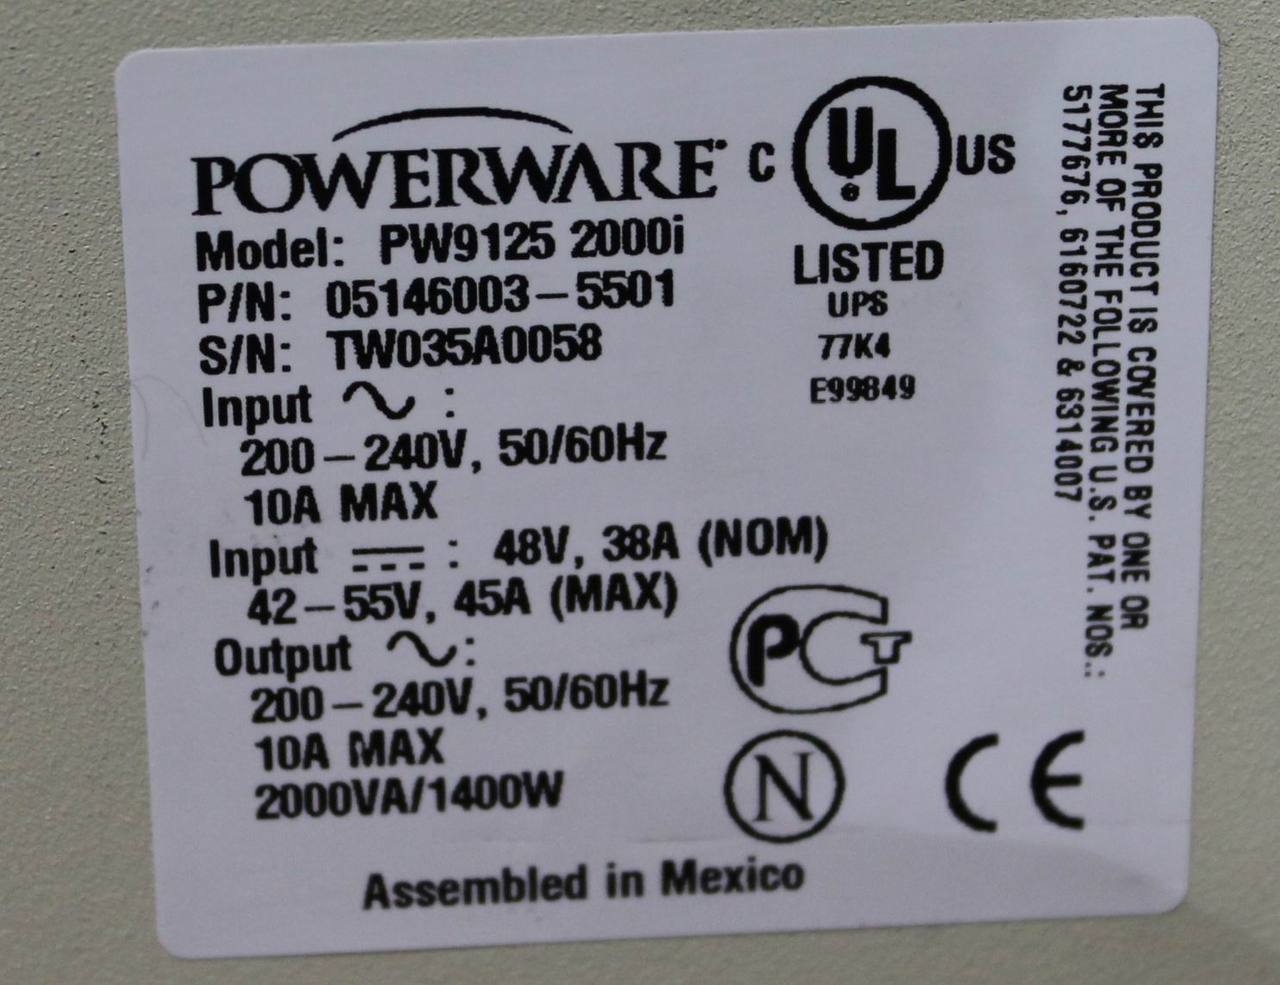 POWERWARE
Model: PW9125 2000i
P/N: 05146003-5501
S/N: TW035A0058
Input ∿ :
200-240V, 50/60Hz
10A MAX
Input ⎓ : 48V, 38A (NOM)
42-55V, 45A (MAX)
Output ∿ :
200-240V, 50/60Hz
10A MAX
2000VA/1400W
Assembled in Mexico
C UL US
LISTED
UPS
77K4
E99849
PCT
N
CE
THIS PRODUCT IS COVERED BY ONE OR
MORE OF THE FOLLOWING U.S. PAT. NOS.:
5177676, 6160722 & 6314007